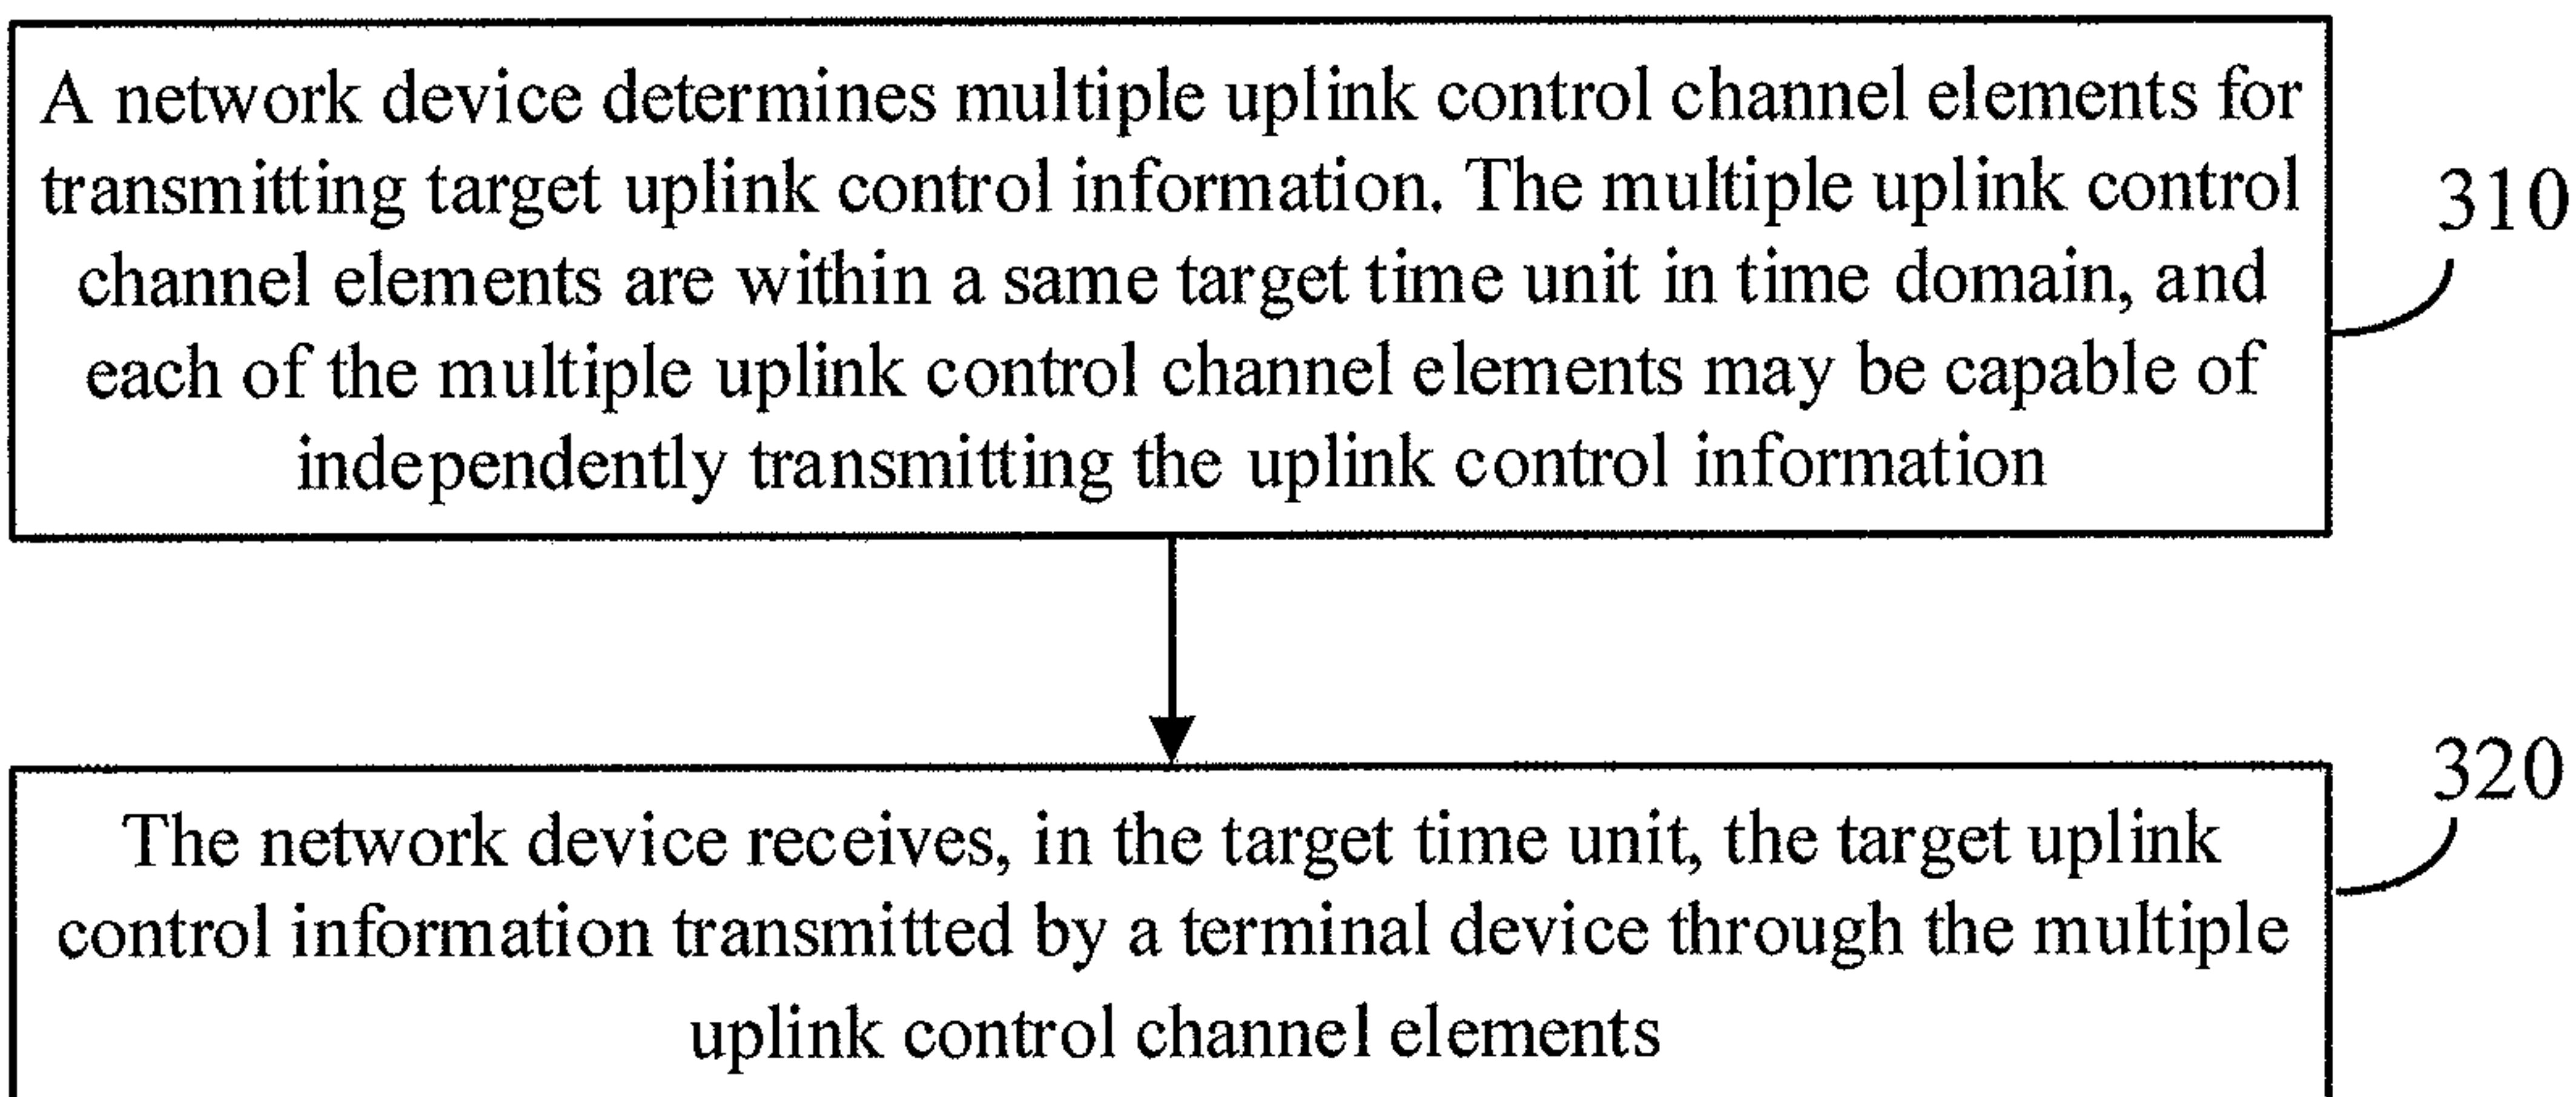 A network device determines multiple uplink control channel elements for
transmitting target uplink control information. The multiple uplink control
channel elements are within a same target time unit in time domain, and
each of the multiple uplink control channel elements may be capable of
independently transmitting the uplink control information
310
The network device receives, in the target time unit, the target uplink
control information transmitted by a terminal device through the multiple
uplink control channel elements
320